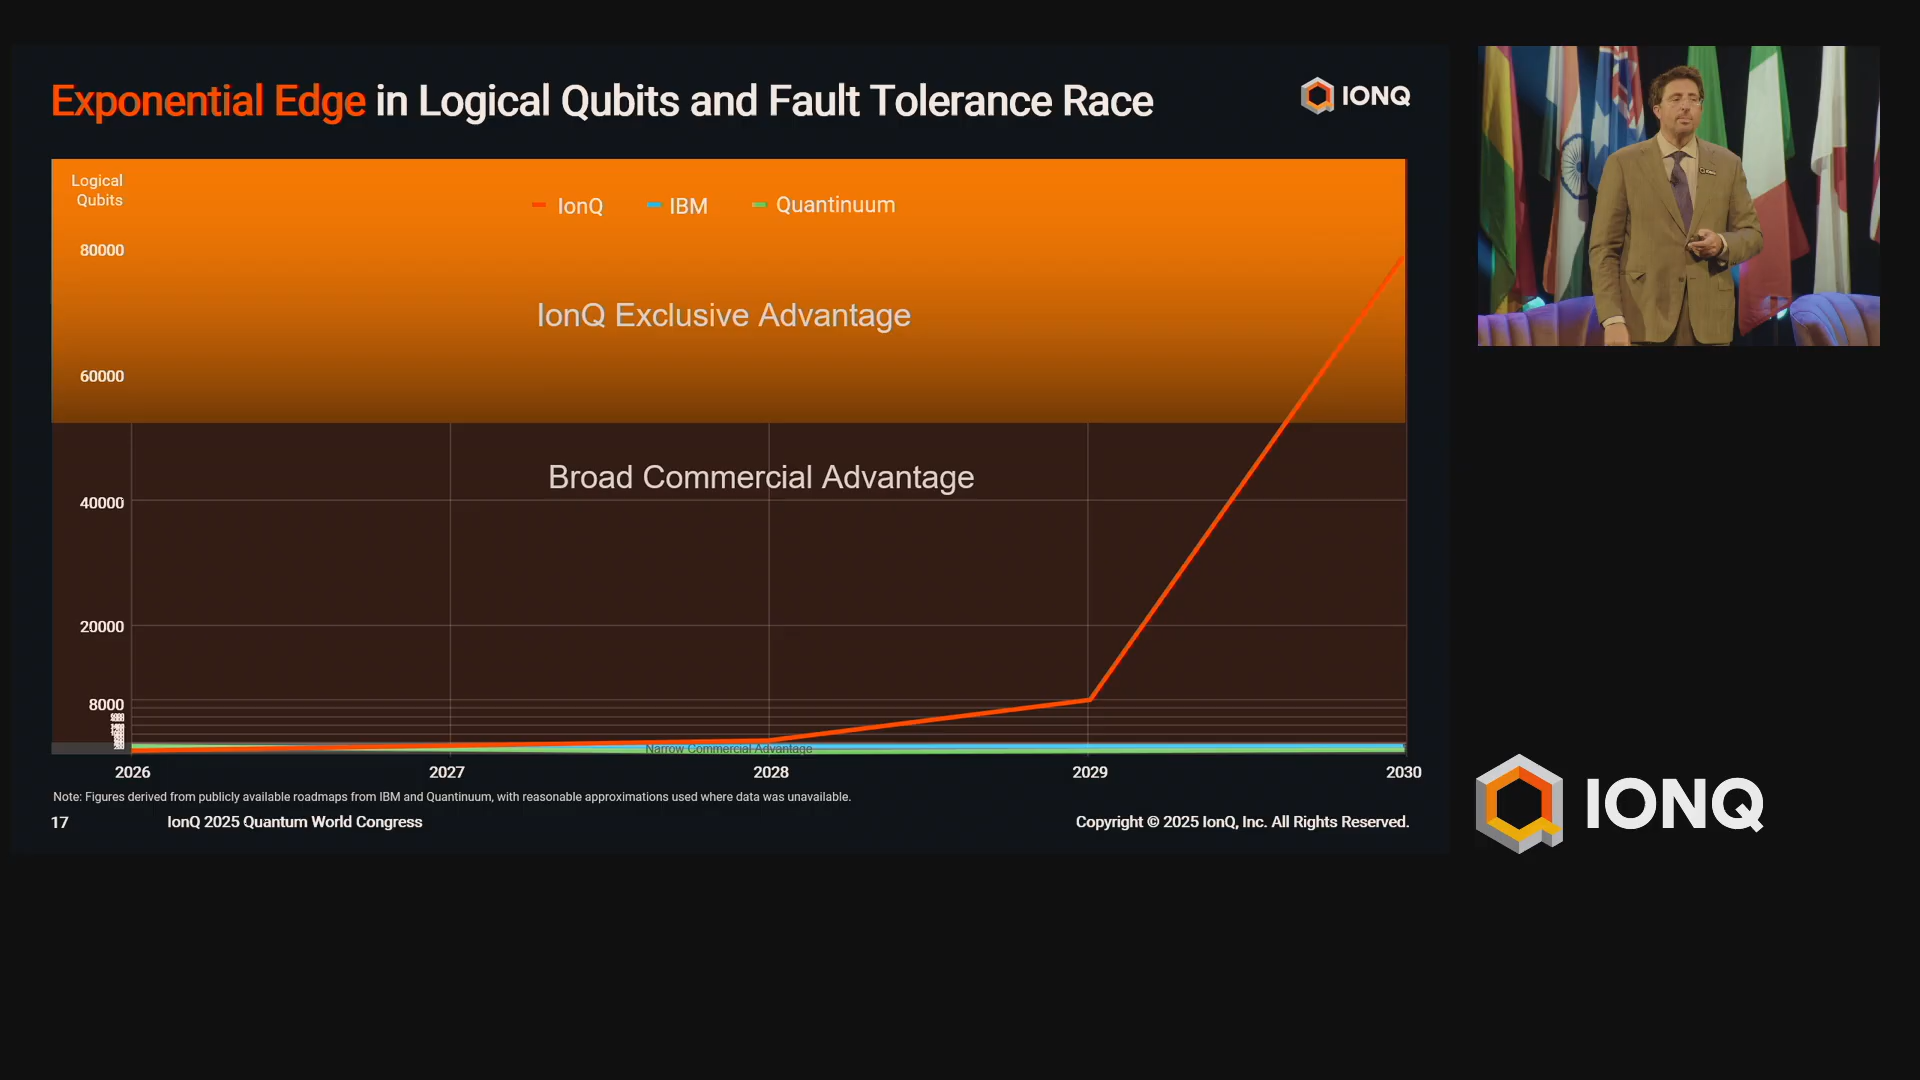 Exponential Edge in Logical Qubits and Fault Tolerance Race
IONQ
Logical
Qubits
IonQ
IBM
Quantinuum
80000
IonQ Exclusive Advantage
60000
Broad Commercial Advantage
40000
20000
8000
Narrow Commercial Advantage
2026
2027
2028
2029
2030
Note: Figures derived from publicly available roadmaps from IBM and Quantinuum, with reasonable approximations used where data was unavailable.
17
IonQ 2025 Quantum World Congress
Copyright © 2025 IonQ, Inc. All Rights Reserved.
IONQ